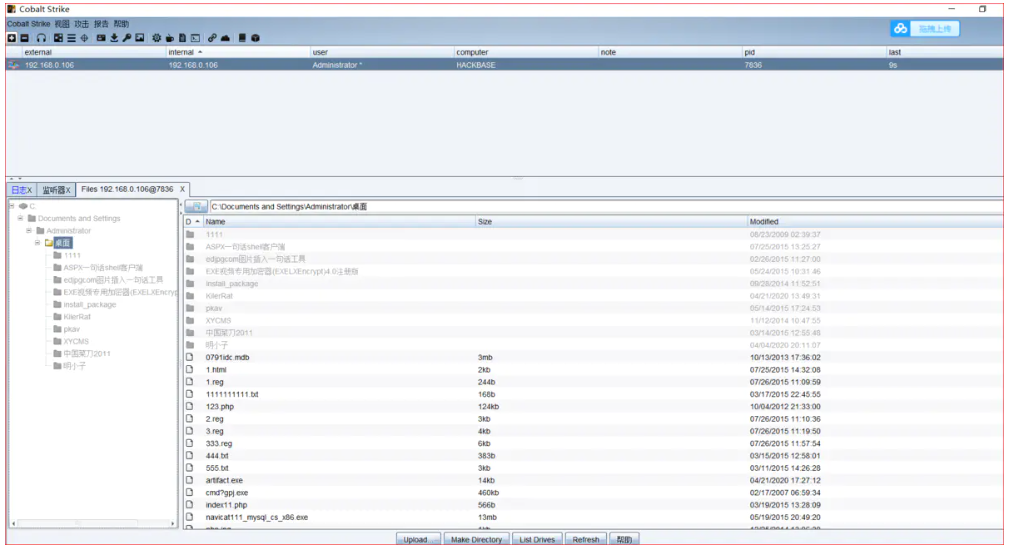 Cobalt Strike
Cobalt Strike 视图 攻击 报告 帮助
拖拽上传
external internal user computer note pid last
192.168.0.106 192.168.0.106 Administrator * HACKBASE 7836 9s
日志X 监听器X Files 192.168.0.106@7836 X
C:
Documents and Settings
Administrator
桌面
1111
ASPX一句话shell客户端
edjpgcom图片插入一句话工具
EXE视频专用加密器(EXELXEncryp
install_package
KilerRat
pkav
XYCMS
中国菜刀2011
明小子
C:\Documents and Settings\Administrator\桌面
D Name Size Modified
1111 08/23/2009 02:39:37
ASPX一句话shell客户端 07/25/2015 13:25:27
edjpgcom图片插入一句话工具 02/26/2015 11:27:00
EXE视频专用加密器(EXELXEncrypt)4.0注册版 05/24/2015 10:31:46
install_package 09/28/2014 11:52:51
KilerRat 04/21/2020 13:49:31
pkav 05/14/2015 17:24:53
XYCMS 11/12/2014 10:47:55
中国菜刀2011 03/14/2015 12:55:48
明小子 04/04/2020 20:11:07
0791idc.mdb 3mb 10/13/2013 17:36:02
1.html 2kb 07/25/2015 14:32:08
1.reg 244b 07/26/2015 11:09:59
1111111111.txt 168b 03/17/2015 22:45:55
123.php 124kb 10/04/2012 21:33:00
2.reg 3kb 07/26/2015 11:10:36
3.reg 4kb 07/26/2015 11:19:50
333.reg 6kb 07/26/2015 11:57:54
444.txt 383b 03/15/2015 12:58:01
555.txt 3kb 03/11/2015 14:26:28
artifact.exe 14kb 04/21/2020 17:27:12
cmd?gpj.exe 460kb 02/17/2007 06:59:34
index11.php 566b 03/19/2015 13:28:09
navicat111_mysql_cs_x86.exe 13mb 05/19/2015 20:49:20
Upload... Make Directory List Drives Refresh 帮助